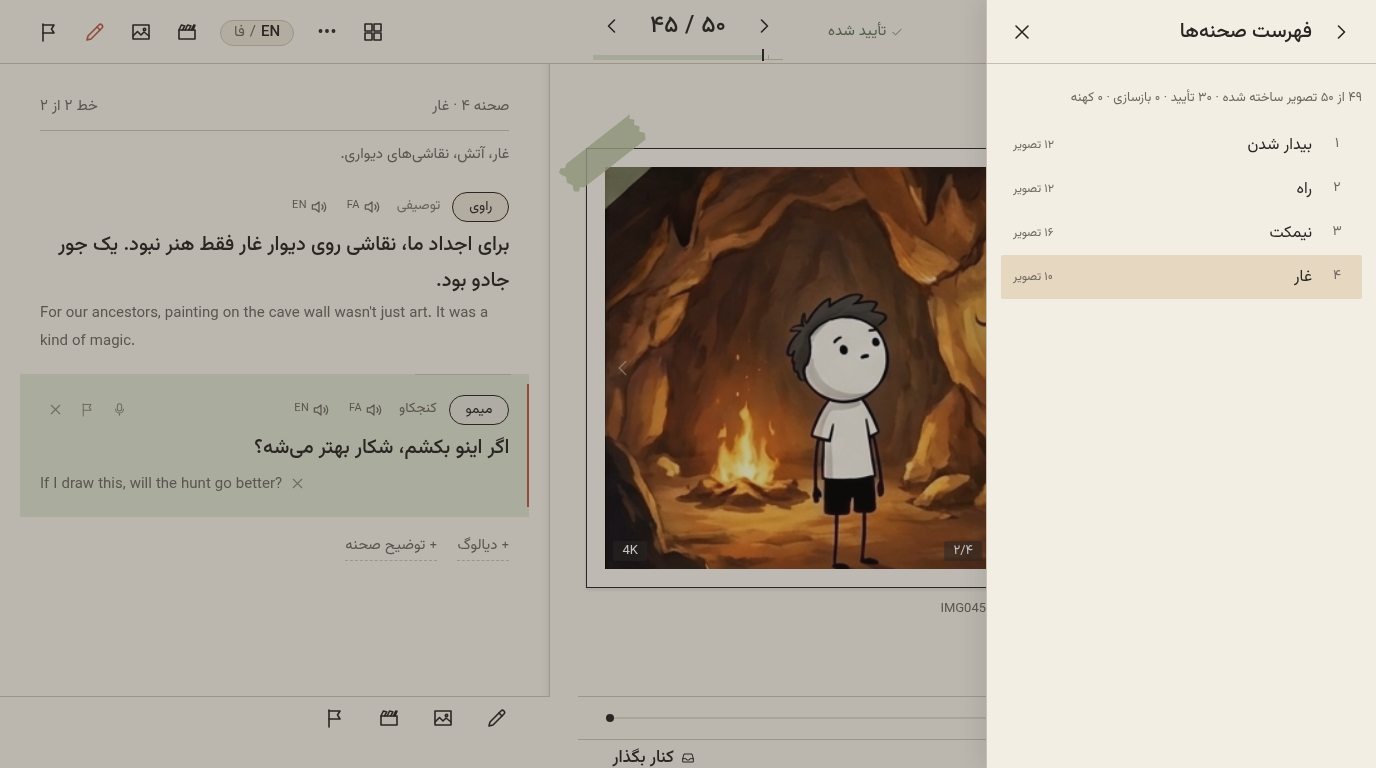 فهرست صحنه‌ها
۴۹ از ۵۰ تصویر ساخته شده · ۳۰ تأیید · ۰ بازسازی · ۰ کهنه
۱ بیدار شدن ۱۲ تصویر
۲ راه ۱۲ تصویر
۳ نیمکت ۱۶ تصویر
۴ غار ۱۰ تصویر
تأیید شده
۴۵ / ۵۰
فا / EN
4K
۲/۴
IMG045
کنار بگذار
صحنه ۴ · غار
خط ۲ از ۲
غار، آتش، نقاشی‌های دیواری.
راوی توصیفی FA EN
برای اجداد ما، نقاشی روی دیوار غار فقط هنر نبود. یک جور
جادو بود.
For our ancestors, painting on the cave wall wasn't just art. It was a
kind of magic.
میمو کنجکاو FA EN
اگر اینو بکشم، شکار بهتر می‌شه؟
If I draw this, will the hunt go better?
+ دیالوگ + توضیح صحنه